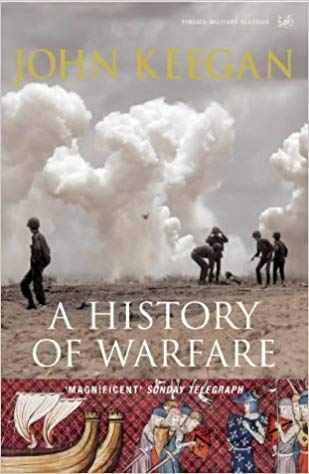 PIMLICO MILITARY CLASSICS
JOHN KEEGAN
A HISTORY
OF WARFARE
'MAGNIFICENT' SUNDAY TELEGRAPH